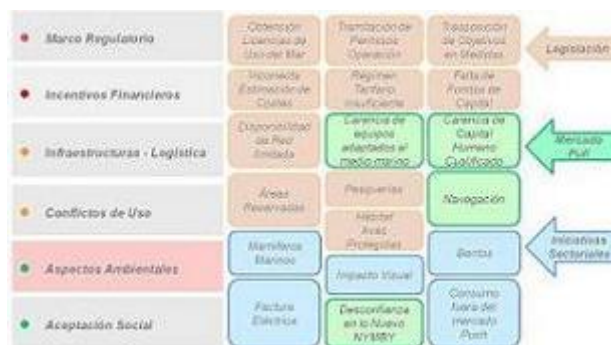 Marco Regulatorio
Obtensión
Licencias de
Uso del Mar
Tramitación de
Permisos
Operación
Transposición
de Objetivos
en Medidas
Legislación
Incentivos Financieros
Incorrecta
Estimación de
Costes
Régimen
Tarifario
Insuficiente
Falta de
Fondos de
Capital
Infraestructuras - Logística
Disponibilidad
de Red
limitada
Carencia de
equipos
adaptados al
medio marino
Carencia de
Capital
Humano
Cualificado
Mercado
Pull
Conflictos de Uso
Áreas
Reservadas
Pesquerías
Hábitat
Aves
Protegidas
Navegación
Aspectos Ambientales
Mamíferos
Marinos
Impacto Visual
Bentos
Iniciativas
Sectoriales
Aceptación Social
Factura
Eléctrica
Desconfianza
en lo Nuevo
NYMBY
Consumo
fuera del
mercado